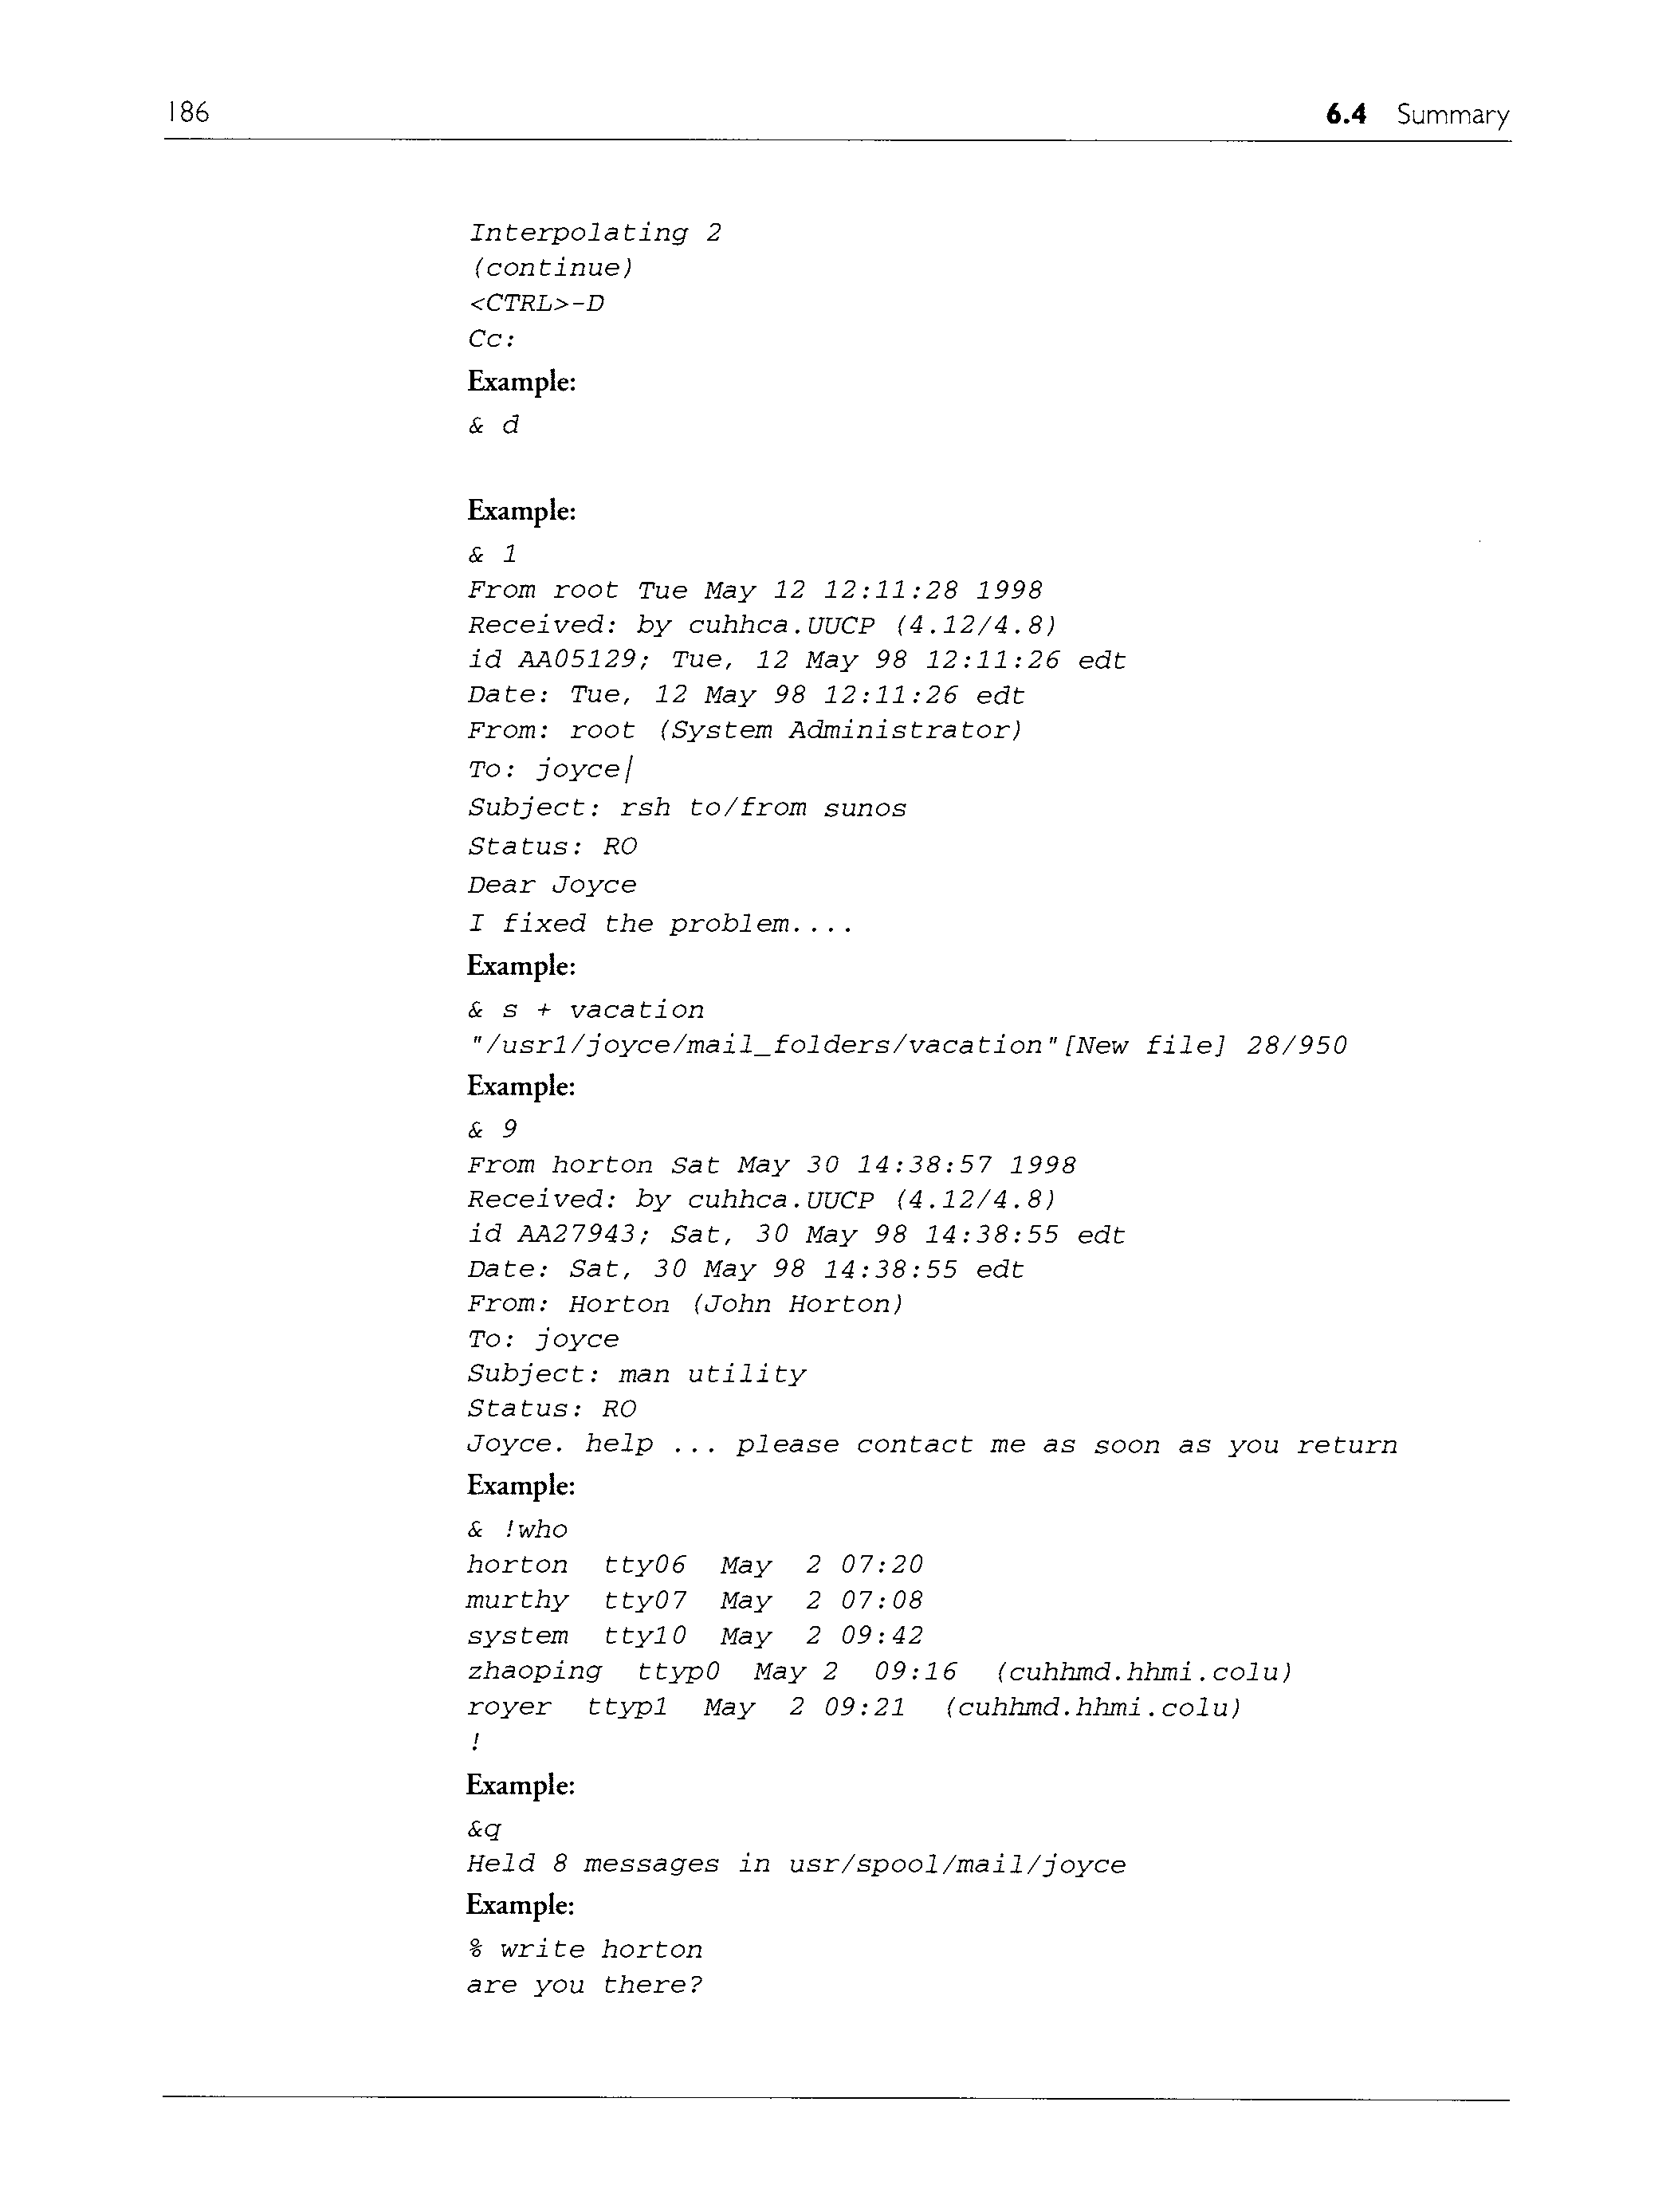 186 6.4 Summary
Interpolating 2
(continue)
<CTRL>-D
Cc:
Example:
& d
Example:
& 1
From root Tue May 12 12:11:28 1998
Received: by cuhhca.UUCP (4.12/4.8)
id AA05129; Tue, 12 May 98 12:11:26 edt
Date: Tue, 12 May 98 12:11:26 edt
From: root (System Administrator)
To: joyce|
Subject: rsh to/from sunos
Status: RO
Dear Joyce
I fixed the problem....
Example:
& s + vacation
"/usr1/joyce/mail_folders/vacation"[New file] 28/950
Example:
& 9
From horton Sat May 30 14:38:57 1998
Received: by cuhhca.UUCP (4.12/4.8)
id AA27943; Sat, 30 May 98 14:38:55 edt
Date: Sat, 30 May 98 14:38:55 edt
From: Horton (John Horton)
To: joyce
Subject: man utility
Status: RO
Joyce. help ... please contact me as soon as you return
Example:
& !who
horton tty06 May 2 07:20
murthy tty07 May 2 07:08
system tty10 May 2 09:42
zhaoping ttyp0 May 2 09:16 (cuhhmd.hhmi.colu)
royer ttyp1 May 2 09:21 (cuhhmd.hhmi.colu)
!
Example:
&q
Held 8 messages in usr/spool/mail/joyce
Example:
% write horton
are you there?